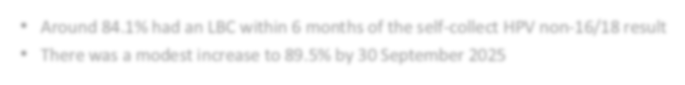 • Around 84.1% had an LBC within 6 months of the self-collect HPV non-16/18 result
• There was a modest increase to 89.5% by 30 September 2025